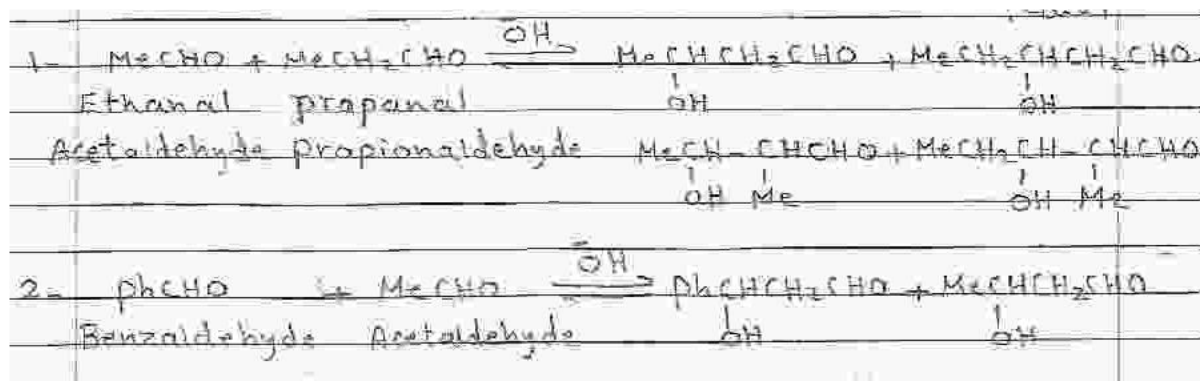 OH
1- MeCHO + MeCH2CHO ⇌ MeCHCH2CHO + MeCH2CHCH2CHO
Ethanal propanal OH OH
Acetaldehyde propionaldehyde MeCH-CHCHO + MeCH2CH-CHCHO
OH Me OH Me
OH
2- phCHO + MeCHO ⇌ phCHCH2CHO + MeCHCH2CHO
Benzaldehyde Acetaldehyde OH OH